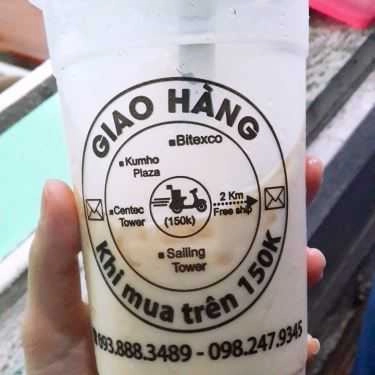 GIAO HÀNG
Bitexco
Kumho
Plaza
Centec
Tower
(150k)
2 Km
Free ship
Sailing
Tower
Khi mua trên 150K
093.888.3489 - 098.247.9345